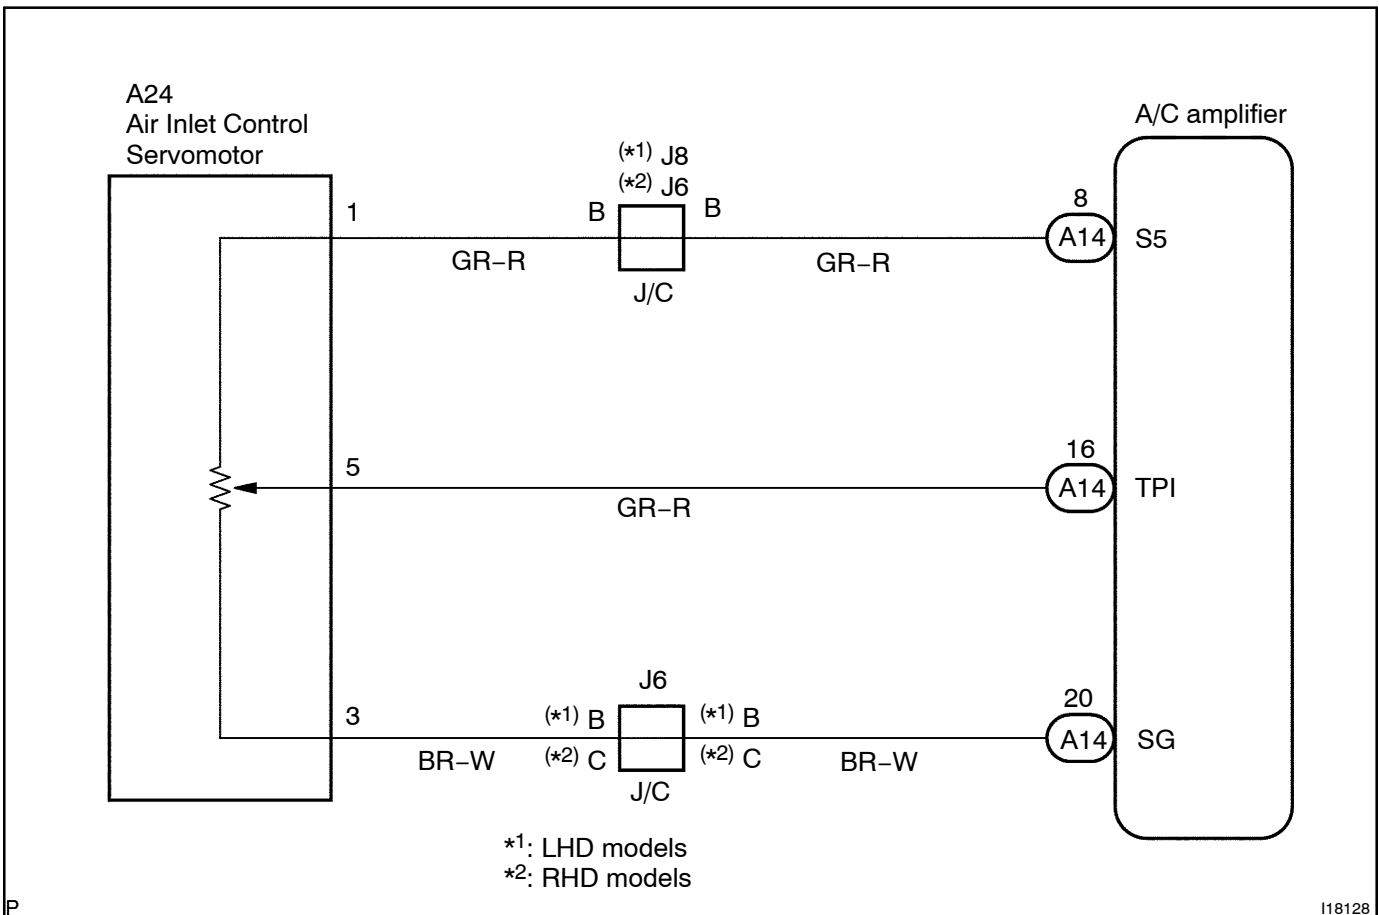 A24
Air Inlet Control
Servomotor
A/C amplifier
(*1) J8
(*2) J6
1
B
B
8
GR-R
GR-R
A14
S5
J/C
5
16
GR-R
A14
TPI
J6
20
3
(*1) B
(*1) B
BR-W
(*2) C
(*2) C
BR-W
A14
SG
J/C
*1: LHD models
*2: RHD models
P
I18128